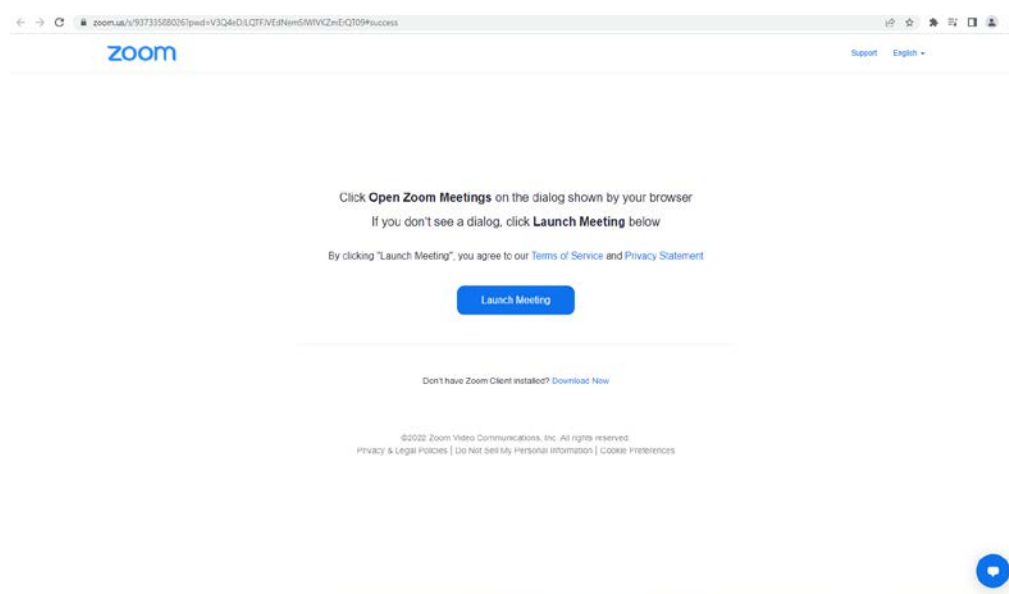 zoom
Support English
Click Open Zoom Meetings on the dialog shown by your browser
If you don't see a dialog, click Launch Meeting below
By clicking "Launch Meeting", you agree to our Terms of Service and Privacy Statement
Launch Meeting
Don't have Zoom Client installed? Download Now
©2022 Zoom Video Communications, Inc. All rights reserved.
Privacy & Legal Policies | Do Not Sell My Personal Information | Cookie Preferences